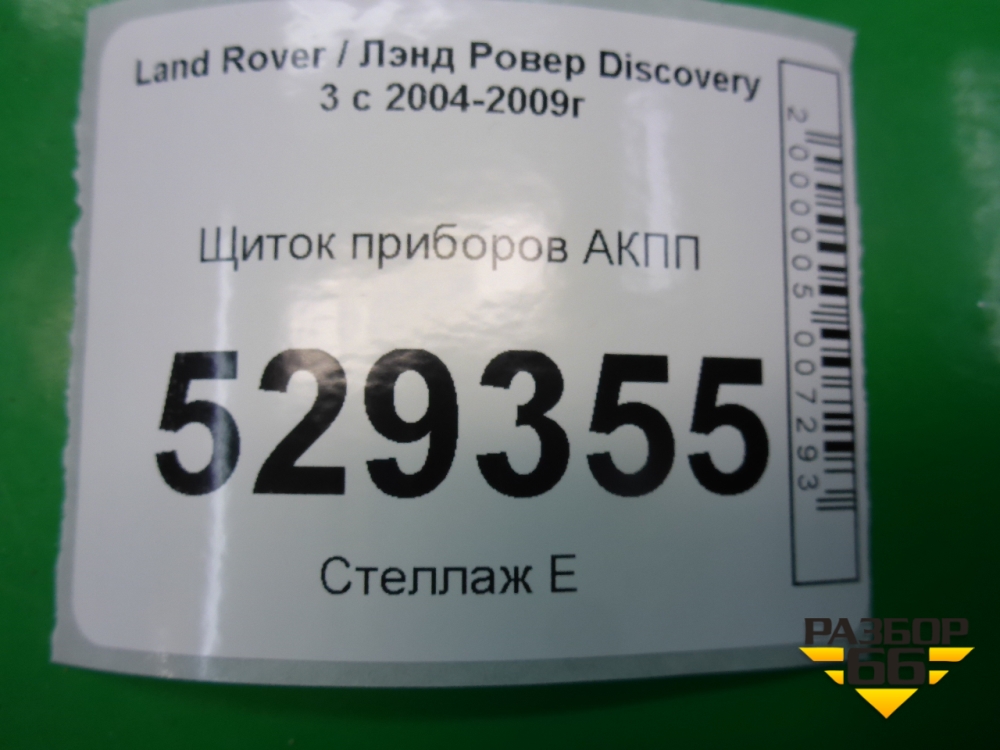 Land Rover / Лэнд Ровер Discovery
3 с 2004-2009г
Щиток приборов АКПП
529355
Стеллаж Е
2000005007293
РАЗБОР
66